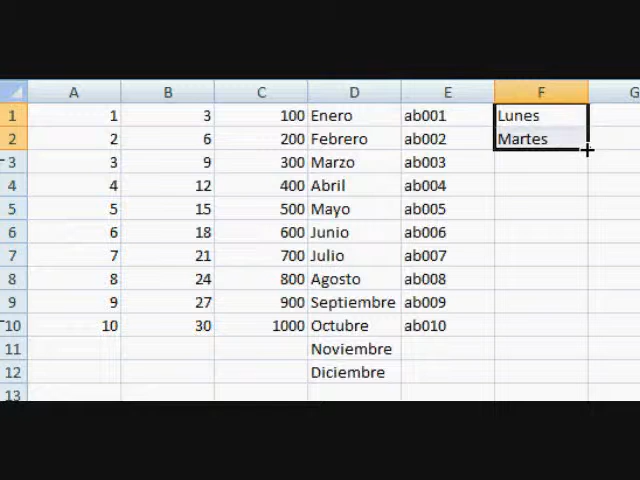 A B C D E F G
1 1 3 100 Enero ab001 Lunes
2 2 6 200 Febrero ab002 Martes
3 3 9 300 Marzo ab003
4 4 12 400 Abril ab004
5 5 15 500 Mayo ab005
6 6 18 600 Junio ab006
7 7 21 700 Julio ab007
8 8 24 800 Agosto ab008
9 9 27 900 Septiembre ab009
10 10 30 1000 Octubre ab010
11 Noviembre
12 Diciembre
13